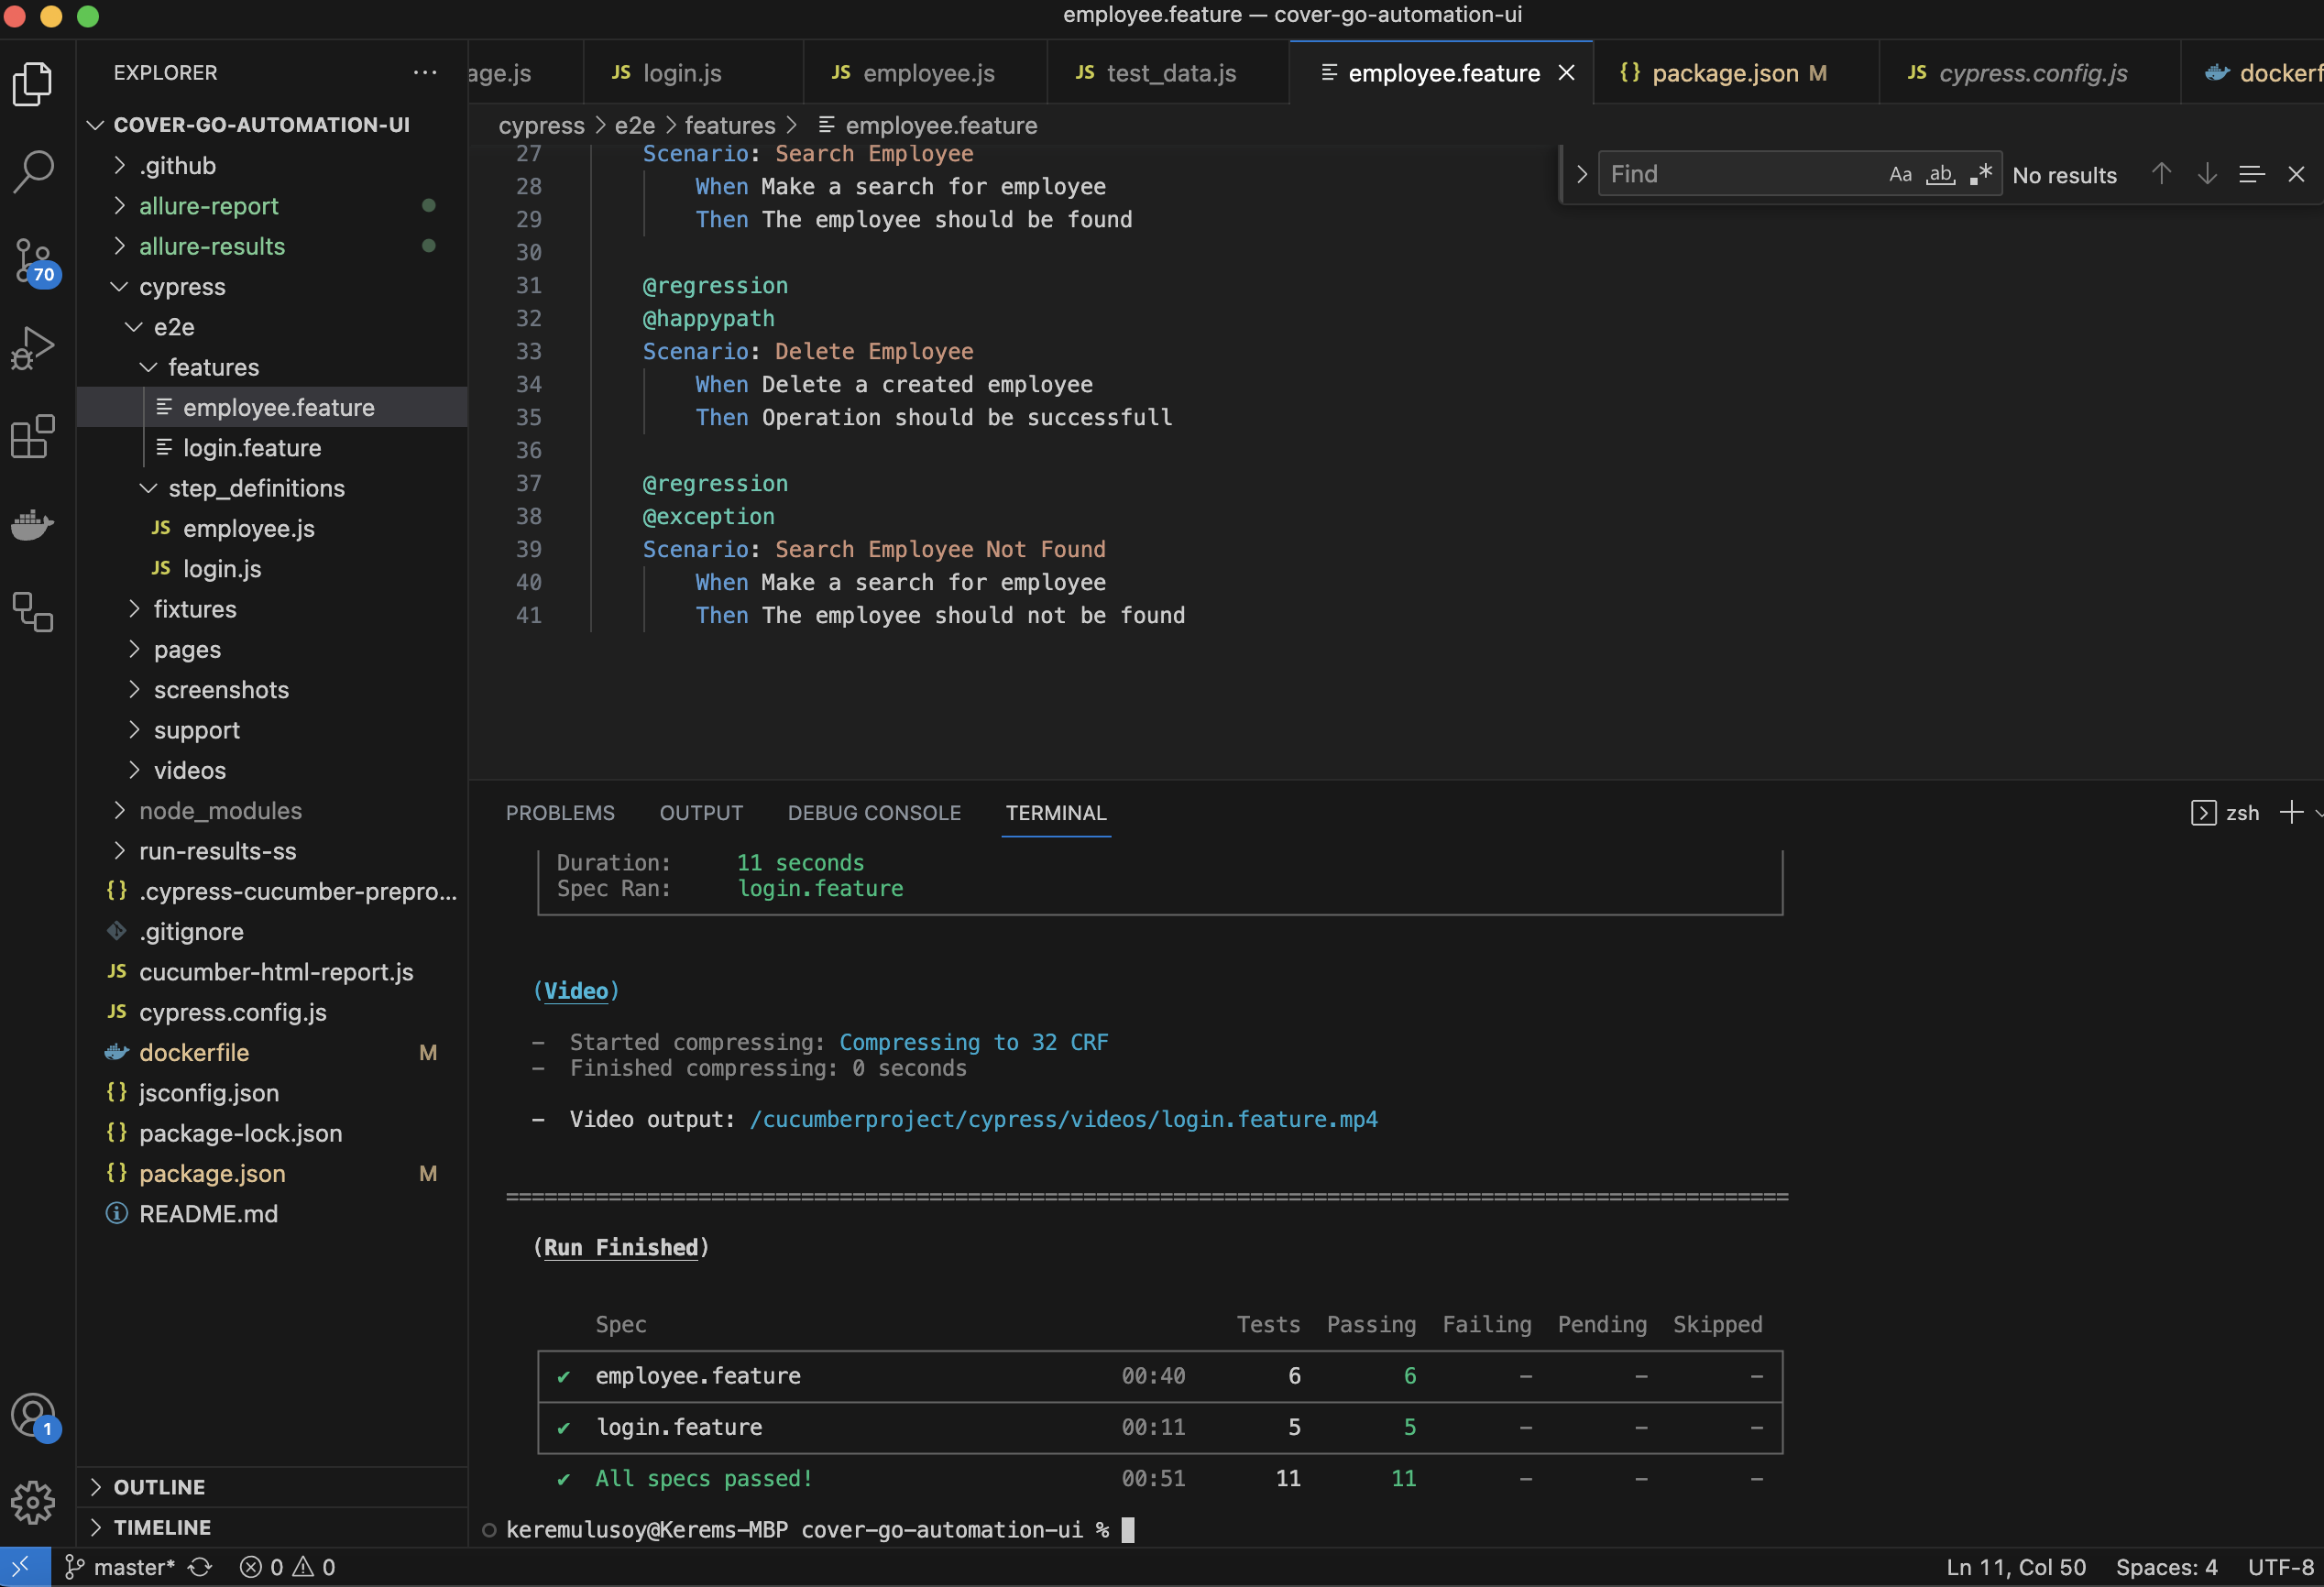 employee.feature — cover-go-automation-ui
EXPLORER
COVER-GO-AUTOMATION-UI
.github
allure-report
allure-results
cypress
e2e
features
employee.feature
login.feature
step_definitions
employee.js
login.js
fixtures
pages
screenshots
support
videos
node_modules
run-results-ss
{} .cypress-cucumber-prepro...
.gitignore
JS cucumber-html-report.js
JS cypress.config.js
dockerfile M
{} jsconfig.json
{} package-lock.json
{} package.json M
README.md
OUTLINE
TIMELINE
70
1
age.js
JS login.js
JS employee.js
JS test_data.js
employee.feature
{} package.json M
JS cypress.config.js
dockerf
cypress > e2e > features > employee.feature
Find Aa ab No results
27 Scenario: Search Employee
28 When Make a search for employee
29 Then The employee should be found
30
31 @regression
32 @happypath
33 Scenario: Delete Employee
34 When Delete a created employee
35 Then Operation should be successfull
36
37 @regression
38 @exception
39 Scenario: Search Employee Not Found
40 When Make a search for employee
41 Then The employee should not be found
PROBLEMS OUTPUT DEBUG CONSOLE TERMINAL
zsh
Duration: 11 seconds
Spec Ran: login.feature
(Video)
- Started compressing: Compressing to 32 CRF
- Finished compressing: 0 seconds
- Video output: /cucumberproject/cypress/videos/login.feature.mp4
====================================================================================================
(Run Finished)
Spec Tests Passing Failing Pending Skipped
✔ employee.feature 00:40 6 6 - - -
✔ login.feature 00:11 5 5 - - -
✔ All specs passed! 00:51 11 11 - - -
keremulusoy@Kerems-MBP cover-go-automation-ui %
master* 0 0
Ln 11, Col 50 Spaces: 4 UTF-8